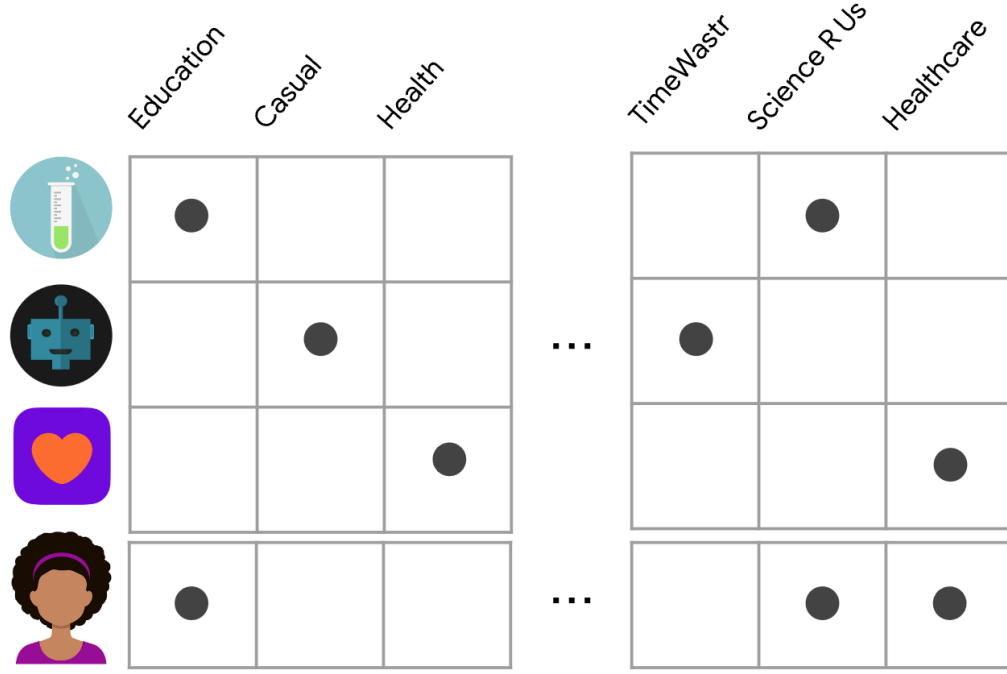 Education
Casual
Health
TimeWastr
Science R Us
Healthcare
...
...